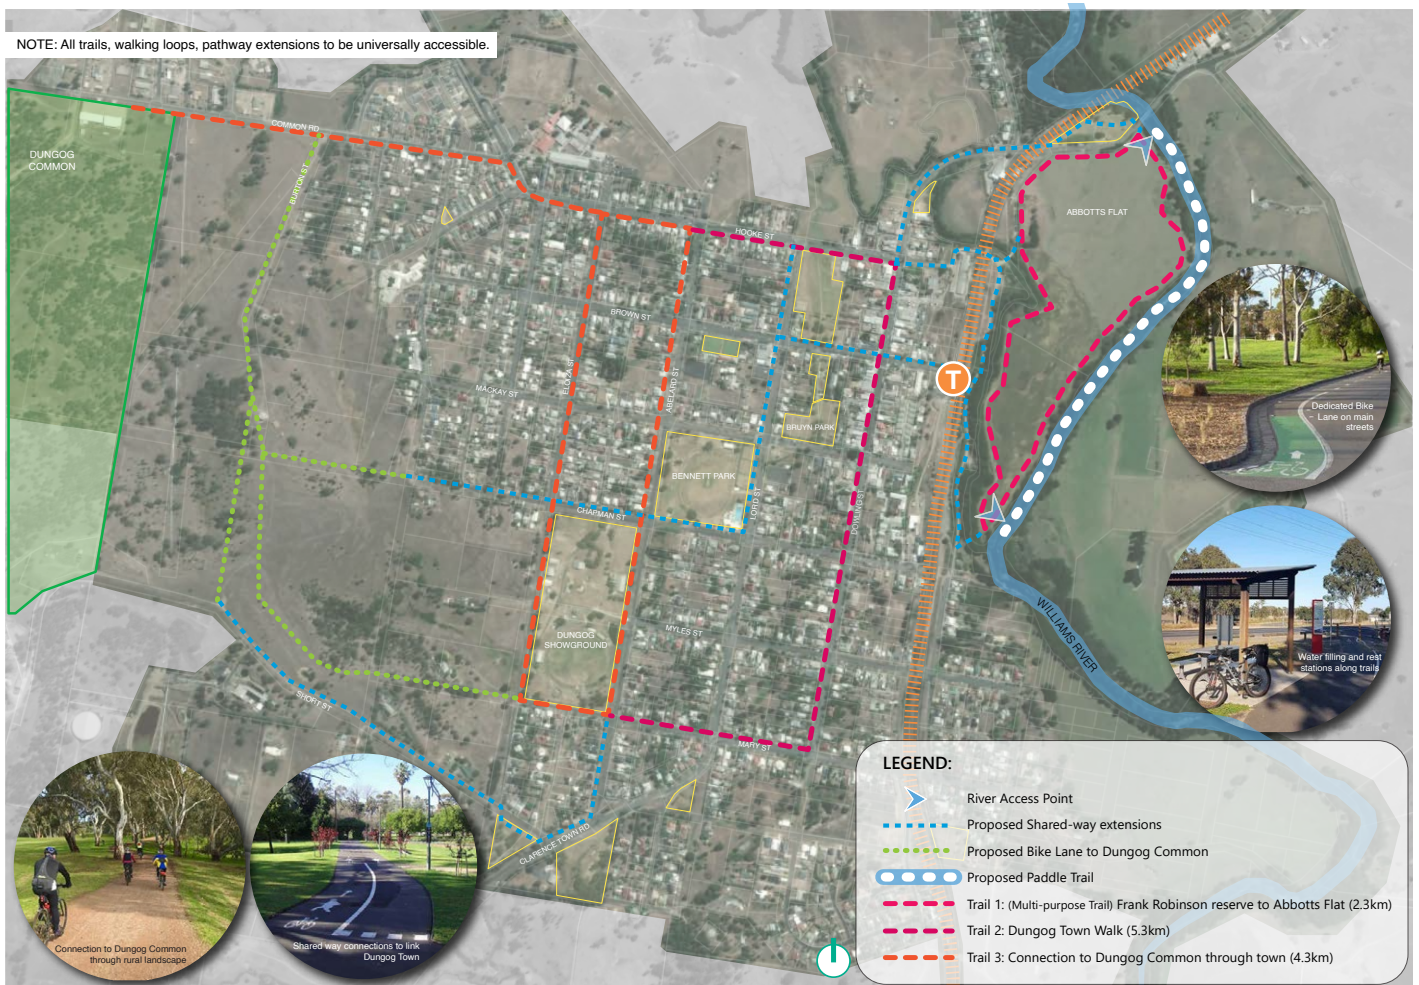 NOTE: All trails, walking loops, pathway extensions to be universally accessible.
DUNGOG
COMMON
COMMON RD
BURTON ST
HOOKE ST
ABBOTTS FLAT
BROWN ST
ELOIZA ST
ABELARD ST
MACKAY ST
T
BRUYN PARK
BENNETT PARK
LORD ST
DOWLING ST
CHAPMAN ST
Dedicated Bike
Lane on main
streets
WILLIAMS RIVER
MYLES ST
DUNGOG
SHOWGROUND
Water filling and rest
stations along trails
SHORT ST
MARY ST
CLARENCE TOWN RD
Connection to Dungog Common
through rural landscape
Shared way connections to link
Dungog Town
LEGEND:
River Access Point
Proposed Shared-way extensions
Proposed Bike Lane to Dungog Common
Proposed Paddle Trail
Trail 1: (Multi-purpose Trail) Frank Robinson reserve to Abbotts Flat (2.3km)
Trail 2: Dungog Town Walk (5.3km)
Trail 3: Connection to Dungog Common through town (4.3km)